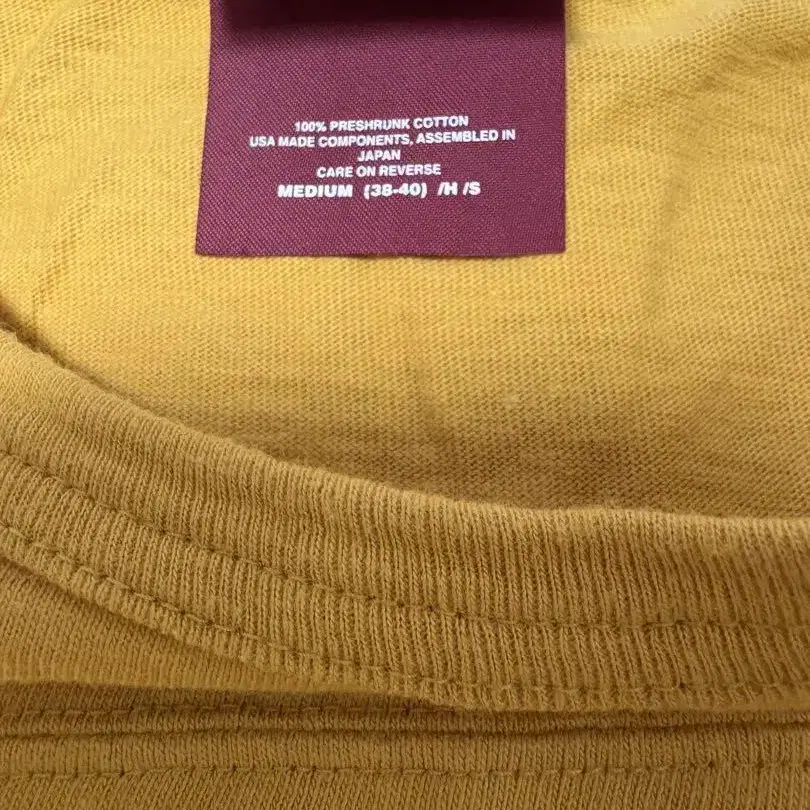 100% PRESHRUNK COTTON
USA MADE COMPONENTS, ASSEMBLED IN
JAPAN
CARE ON REVERSE
MEDIUM (38-40) /H /S